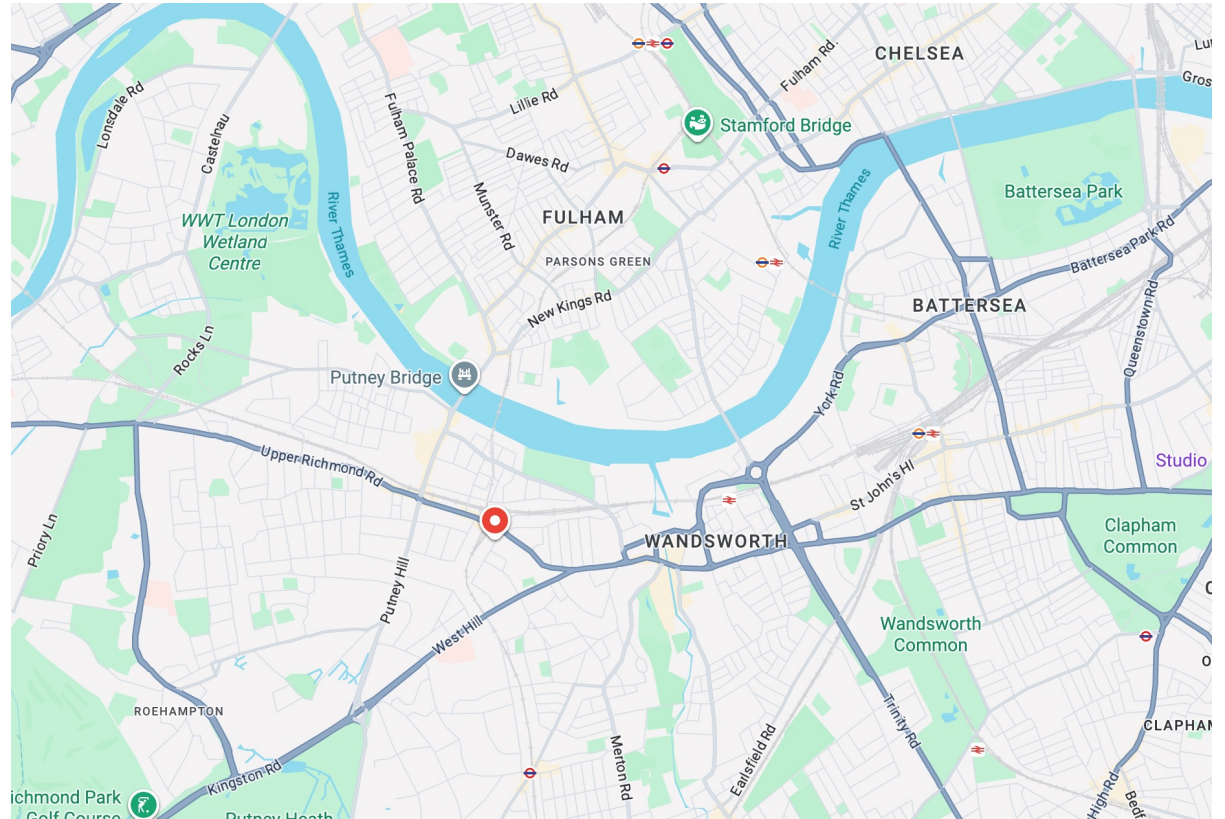 CHELSEA
Fulham Rd.
Lillie Rd
Lonsdale Rd
Castelnau
Fulham Palace Rd
Stamford Bridge
Dawes Rd
Munster Rd
FULHAM
River Thames
River Thames
Battersea Park
WWT London
Wetland
Centre
PARSONS GREEN
Battersea Park Rd
New Kings Rd
BATTERSEA
Queenstown Rd
Rocks Ln
Putney Bridge
York Rd
Upper Richmond Rd
St John's Hl
Studio
Priory Ln
WANDSWORTH
Clapham
Common
Putney Hill
West Hill
Wandsworth
Common
ROEHAMPTON
Trinity Rd
CLAPHAM
Merton Rd
Earlsfield Rd
Kingston Rd
ichmond Park
Golf Course
Putney Heath
High Rd
Bedf